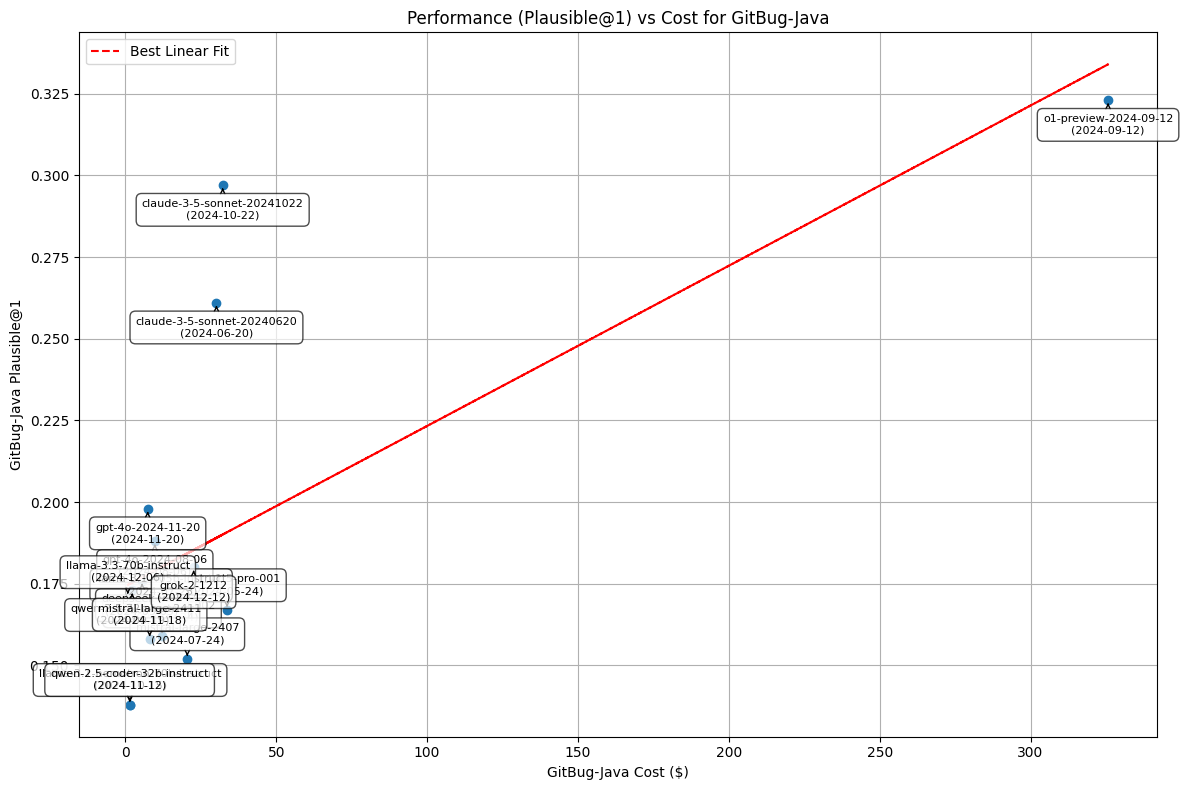 Performance (Plausible@1) vs Cost for GitBug-Java
Best Linear Fit
0.325
0.300
0.275
0.250
0.225
0.200
0.175
0.150
GitBug-Java Plausible@1
o1-preview-2024-09-12
(2024-09-12)
claude-3-5-sonnet-20241022
(2024-10-22)
claude-3-5-sonnet-20240620
(2024-06-20)
gpt-4o-2024-11-20
(2024-11-20)
llama-3.3-70b-instruct
(2024-12-06)
pro-001
grok-2-1212
(2024-12-12)
mistral-large-2411
(2024-11-18)
2407
(2024-07-24)
qwen-2.5-coder-32b-instruct
(2024-11-12)
0
50
100
150
200
250
300
GitBug-Java Cost ($)